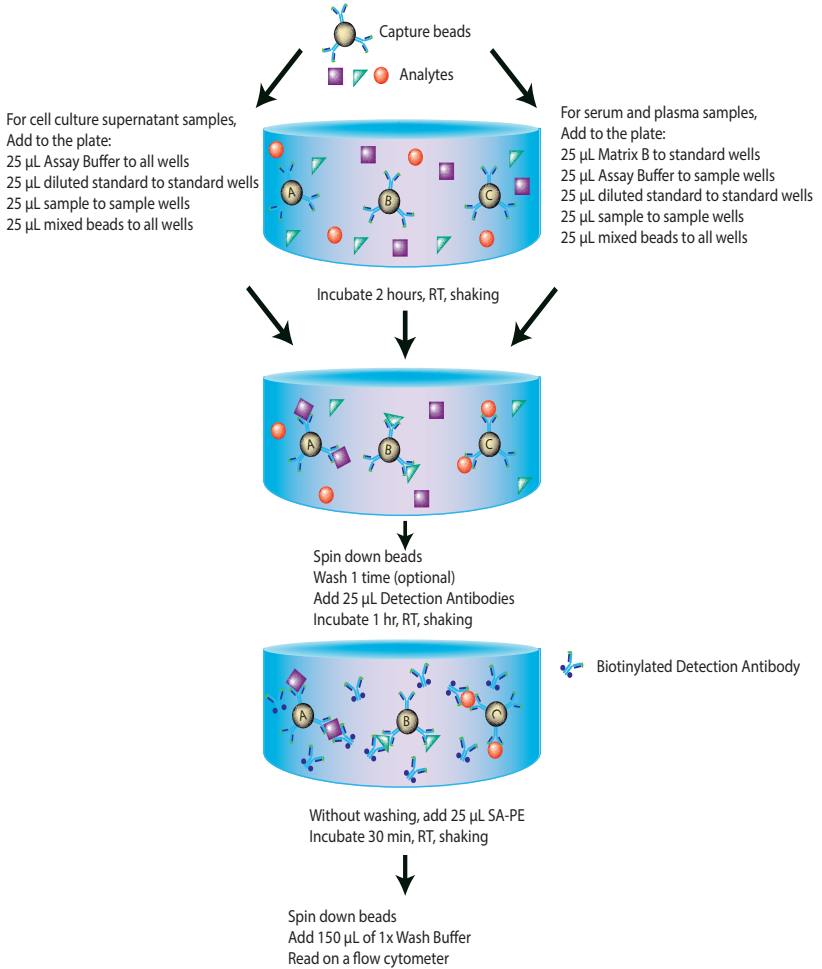 Capture beads
Analytes
For cell culture supernatant samples,
Add to the plate:
25 µL Assay Buffer to all wells
25 µL diluted standard to standard wells
25 µL sample to sample wells
25 µL mixed beads to all wells
For serum and plasma samples,
Add to the plate:
25 µL Matrix B to standard wells
25 µL Assay Buffer to sample wells
25 µL diluted standard to standard wells
25 µL sample to sample wells
25 µL mixed beads to all wells
A
B
C
Incubate 2 hours, RT, shaking
A
B
C
Spin down beads
Wash 1 time (optional)
Add 25 µL Detection Antibodies
Incubate 1 hr, RT, shaking
Biotinylated Detection Antibody
A
B
C
Without washing, add 25 µL SA-PE
Incubate 30 min, RT, shaking
Spin down beads
Add 150 µL of 1x Wash Buffer
Read on a flow cytometer